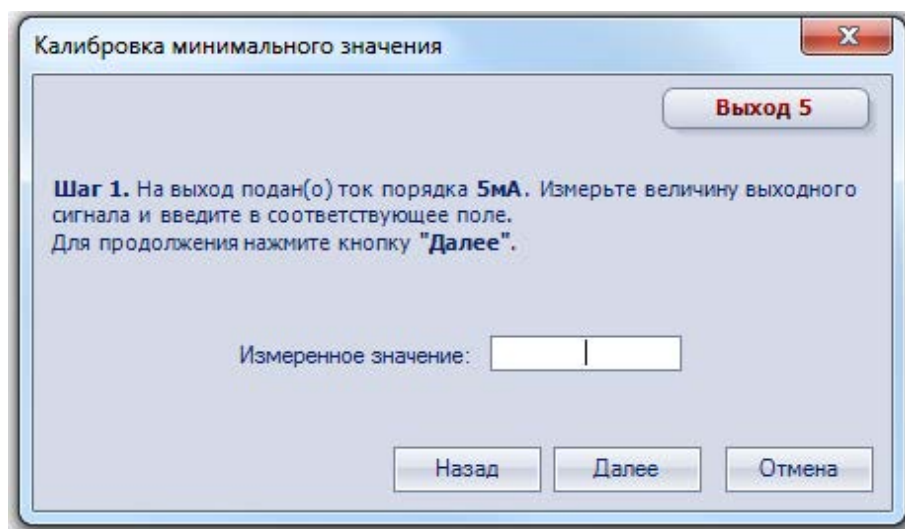 Калибровка минимального значения
Выход 5
Шаг 1. На выход подан(о) ток порядка 5мА. Измерьте величину выходного
сигнала и введите в соответствующее поле.
Для продолжения нажмите кнопку "Далее".
Измеренное значение:
Назад Далее Отмена